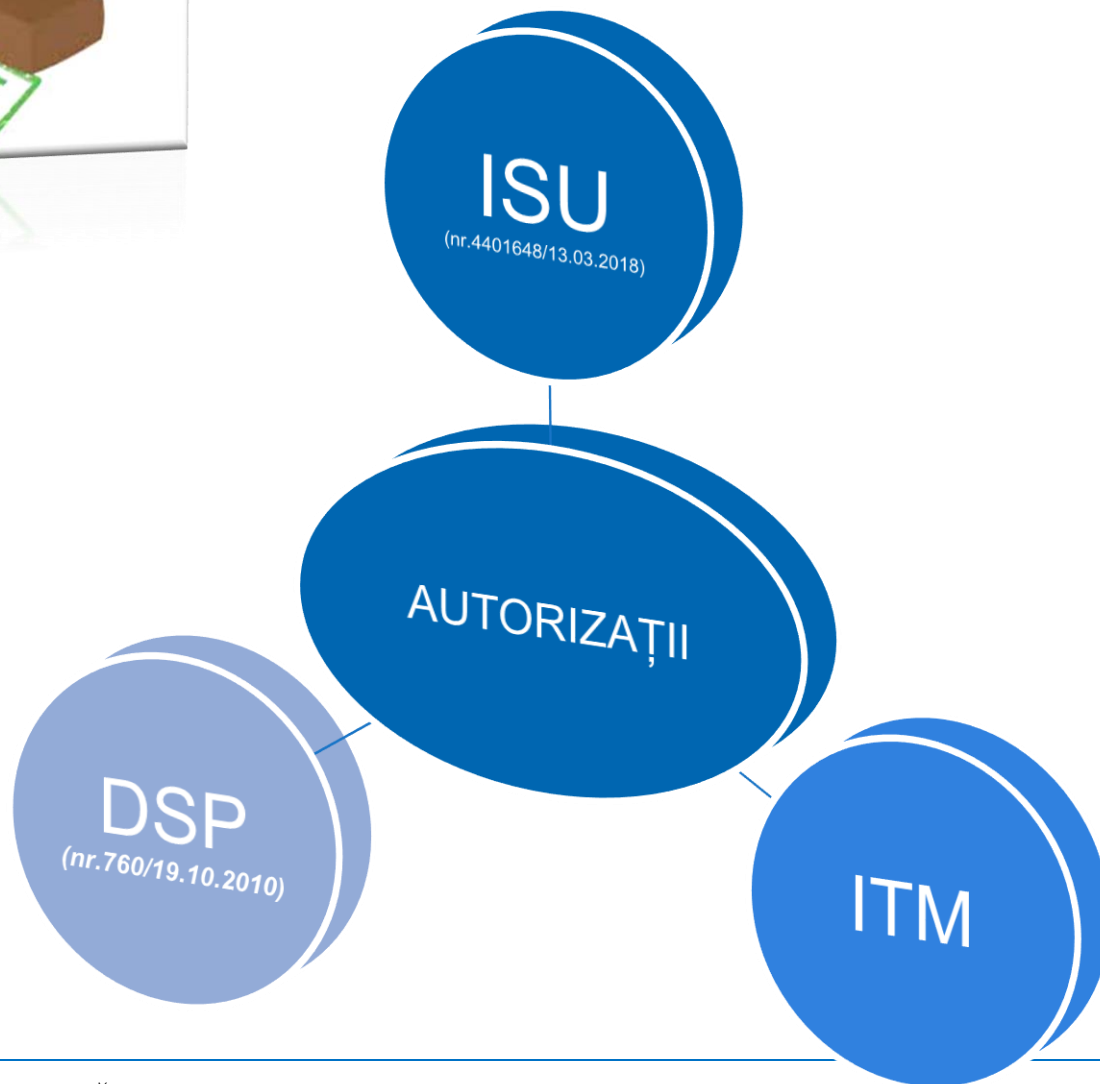 ISU
(nr.4401648/13.03.2018)
AUTORIZAȚII
DSP
(nr.760/19.10.2010)
ITM